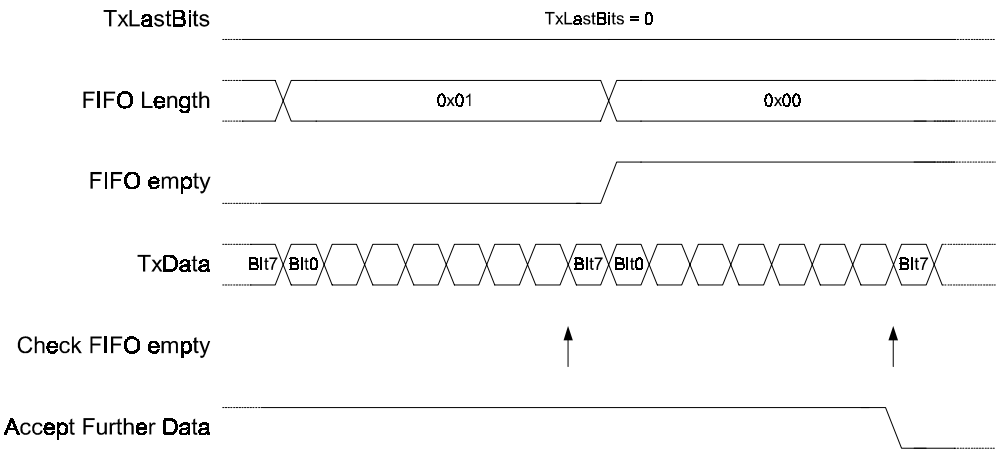 TxLastBits
TxLastBits = 0
FIFO Length
0x01
0x00
FIFO empty
TxData
Bit7
Bit0
Bit7
Bit0
Bit7
Check FIFO empty
Accept Further Data